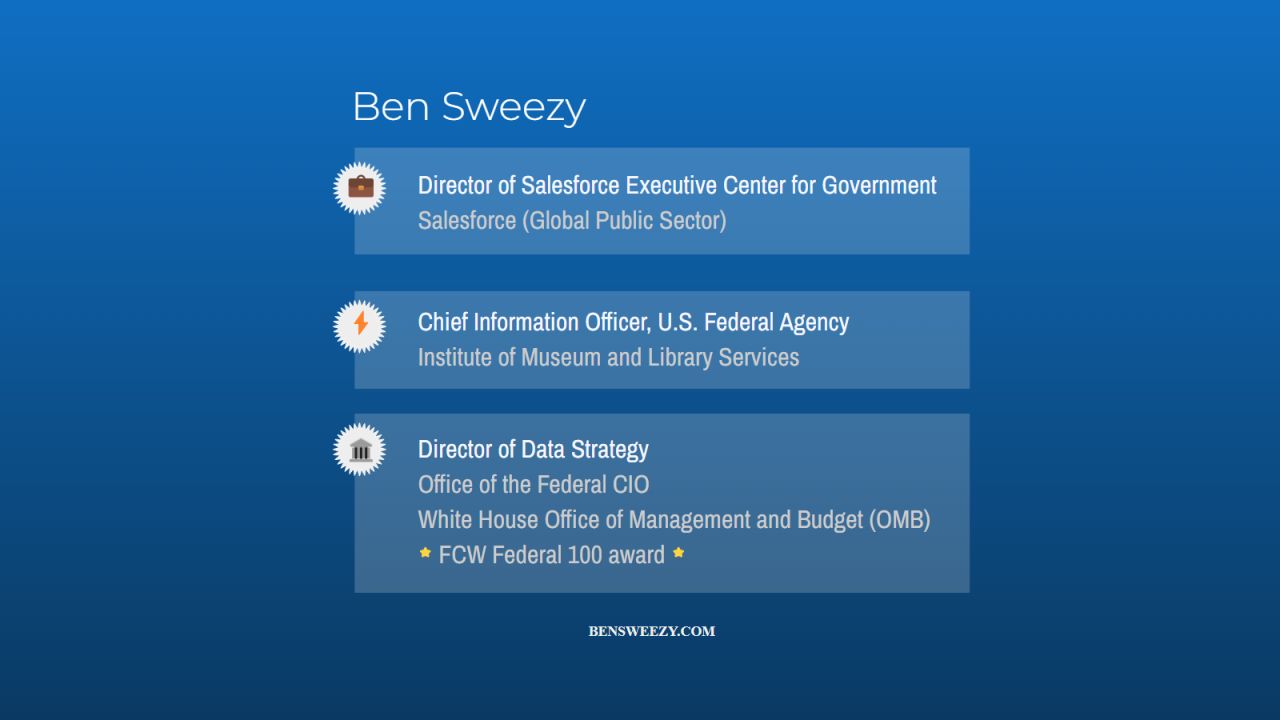 Ben Sweezy
Director of Salesforce Executive Center for Government
Salesforce (Global Public Sector)
Chief Information Officer, U.S. Federal Agency
Institute of Museum and Library Services
Director of Data Strategy
Office of the Federal CIO
White House Office of Management and Budget (OMB)
FCW Federal 100 award
BENSWEEZY.COM